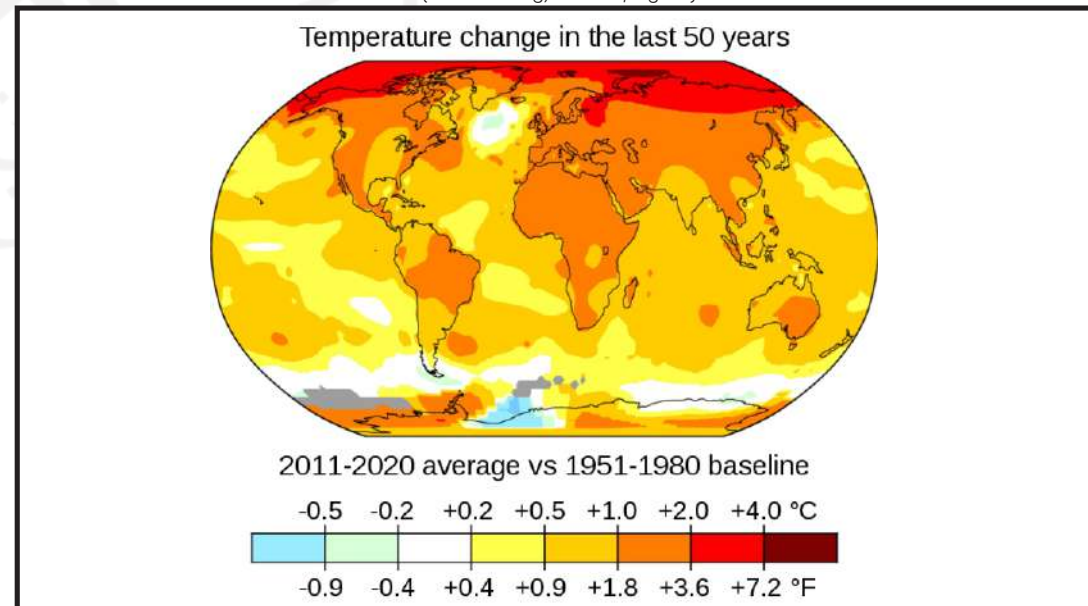 Temperature change in the last 50 years
2011-2020 average vs 1951-1980 baseline
-0.5 -0.2 +0.2 +0.5 +1.0 +2.0 +4.0 °C
-0.9 -0.4 +0.4 +0.9 +1.8 +3.6 +7.2 °F